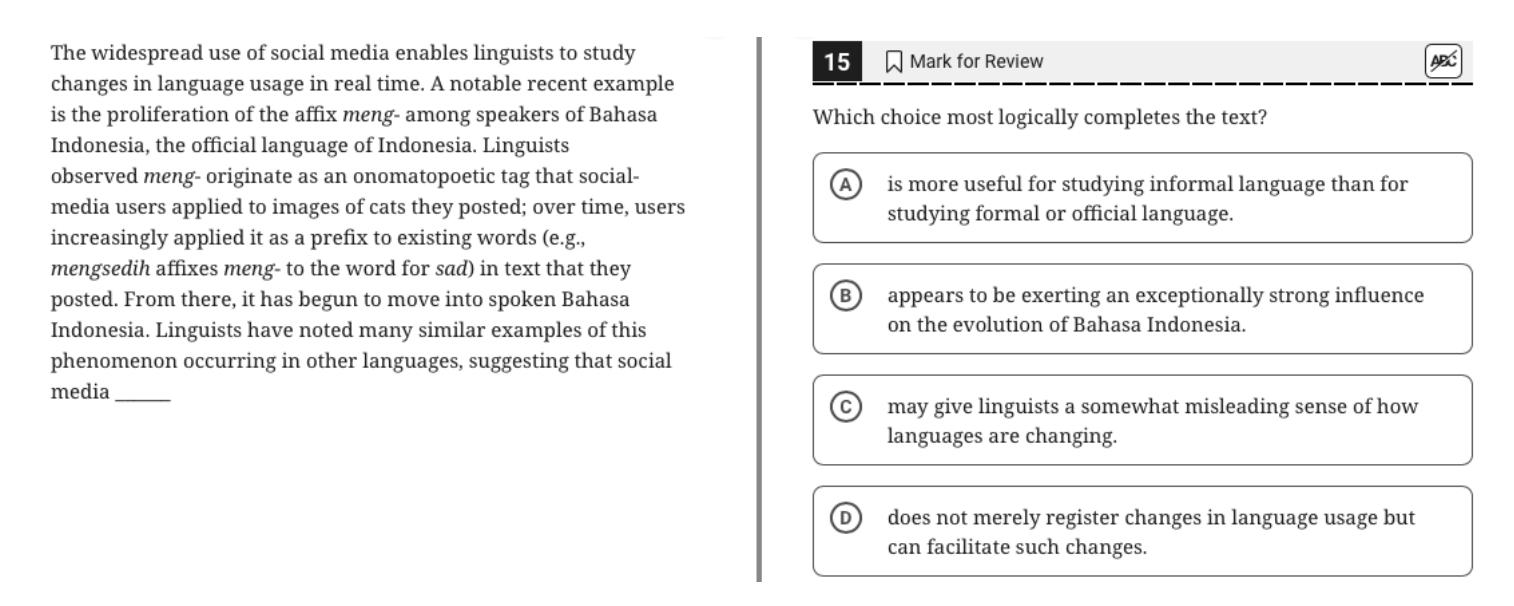 The widespread use of social media enables linguists to study
changes in language usage in real time. A notable recent example
is the proliferation of the affix meng- among speakers of Bahasa
Indonesia, the official language of Indonesia. Linguists
observed meng- originate as an onomatopoetic tag that social-
media users applied to images of cats they posted; over time, users
increasingly applied it as a prefix to existing words (e.g.,
mengsedih affixes meng- to the word for sad) in text that they
posted. From there, it has begun to move into spoken Bahasa
Indonesia. Linguists have noted many similar examples of this
phenomenon occurring in other languages, suggesting that social
media ______
15 Mark for Review ABC
Which choice most logically completes the text?
A is more useful for studying informal language than for
studying formal or official language.
B appears to be exerting an exceptionally strong influence
on the evolution of Bahasa Indonesia.
C may give linguists a somewhat misleading sense of how
languages are changing.
D does not merely register changes in language usage but
can facilitate such changes.